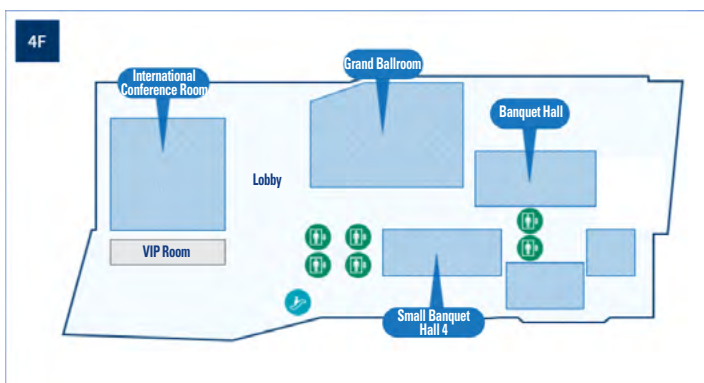 4F
International
Conference Room
Grand Ballroom
Banquet Hall
Lobby
VIP Room
Small Banquet
Hall 4